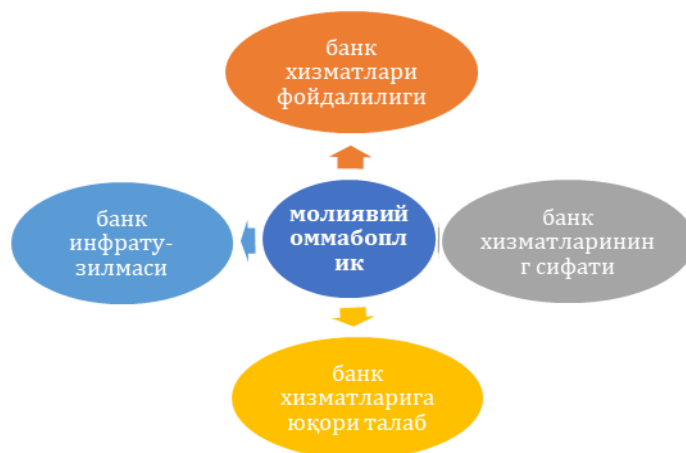 банк
хизматлари
фойдалилиги
банк
инфрату-
зилмаси
молиявий
оммабопл
ик
банк
хизматларинин
г сифати
банк
хизматларига
юқори талаб